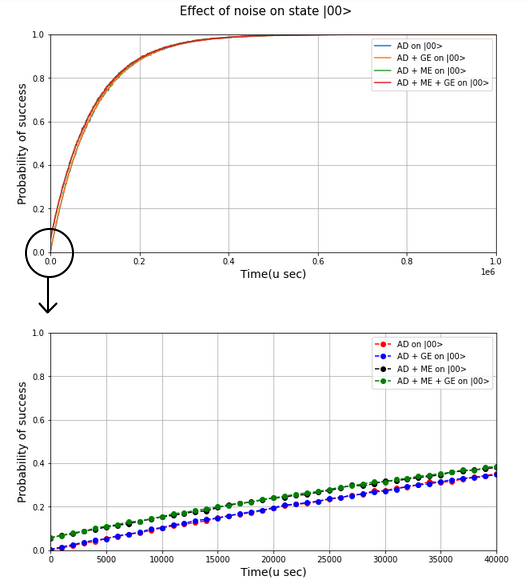 Effect of noise on state |00>
1.0
0.8
0.6
0.4
0.2
0.0
Probability of success
AD on |00>
AD + GE on |00>
AD + ME on |00>
AD + ME + GE on |00>
0.0 0.2 0.4 0.6 0.8 1.0
1e6
Time(u sec)
1.0
0.8
0.6
0.4
0.2
0.0
Probability of success
AD on |00>
AD + GE on |00>
AD + ME on |00>
AD + ME + GE on |00>
0 5000 10000 15000 20000 25000 30000 35000 40000
Time(u sec)